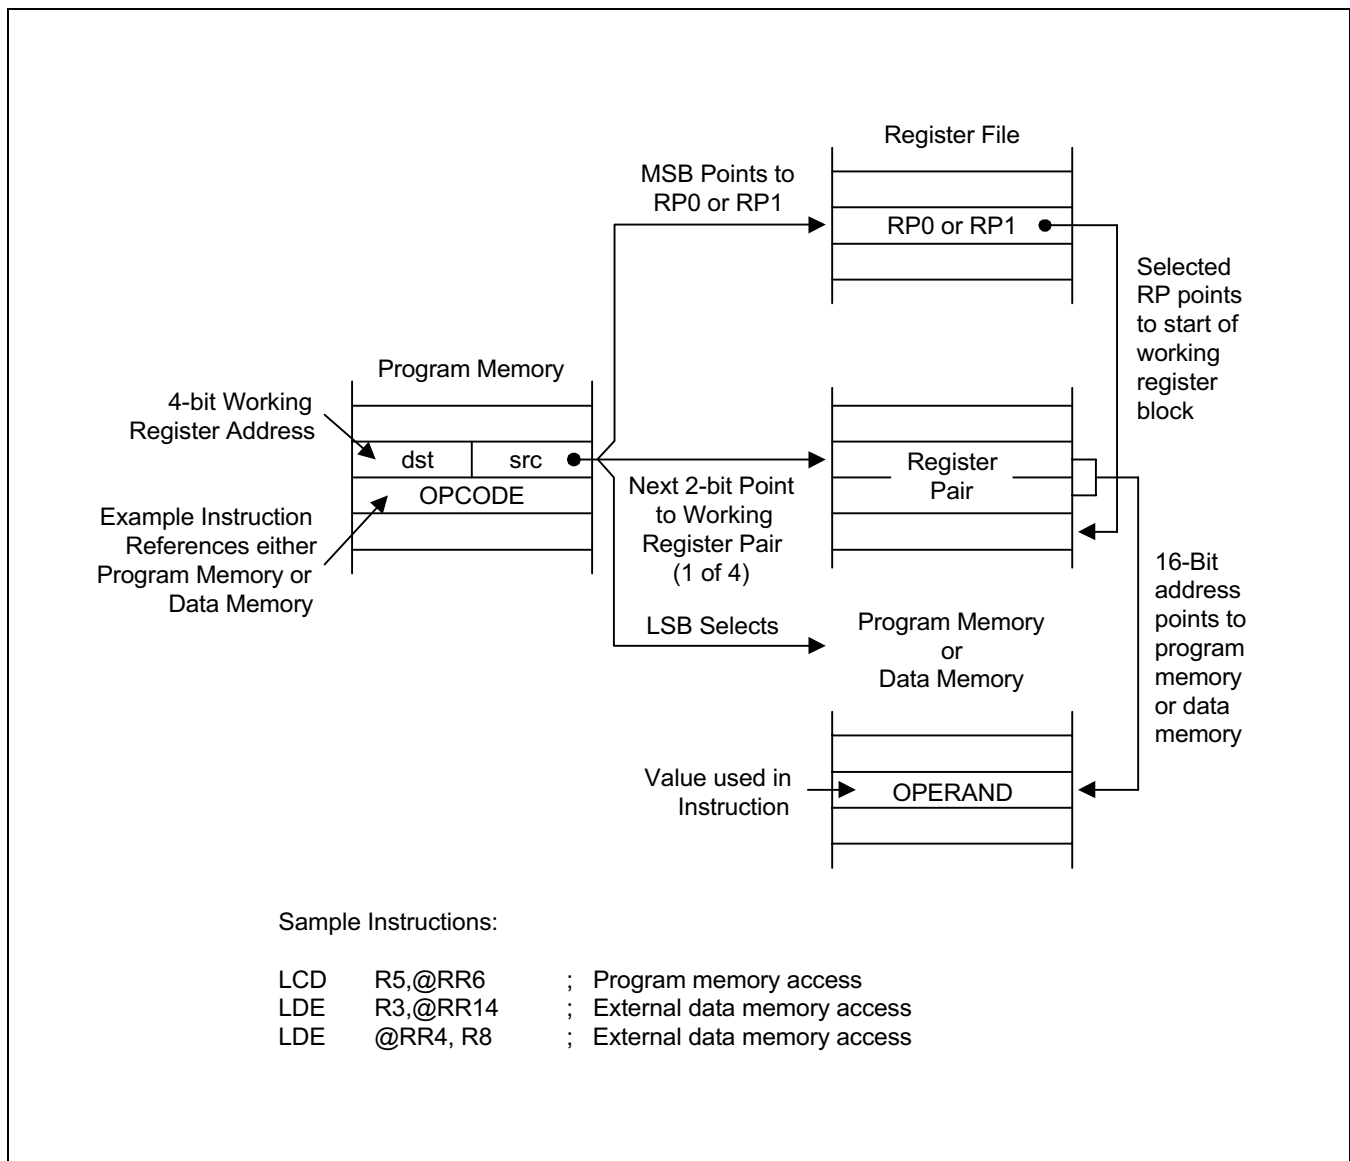 Register File
MSB Points to
RP0 or RP1
RP0 or RP1
Selected
RP points
to start of
working
register
block
Program Memory
4-bit Working
Register Address
dst src
OPCODE
Example Instruction
References either
Program Memory or
Data Memory
Register
Pair
Next 2-bit Point
to Working
Register Pair
(1 of 4)
LSB Selects
Program Memory
or
Data Memory
16-Bit
address
points to
program
memory
or data
memory
Value used in
Instruction
OPERAND
Sample Instructions:
LCD R5,@RR6 ; Program memory access
LDE R3,@RR14 ; External data memory access
LDE @RR4, R8 ; External data memory access